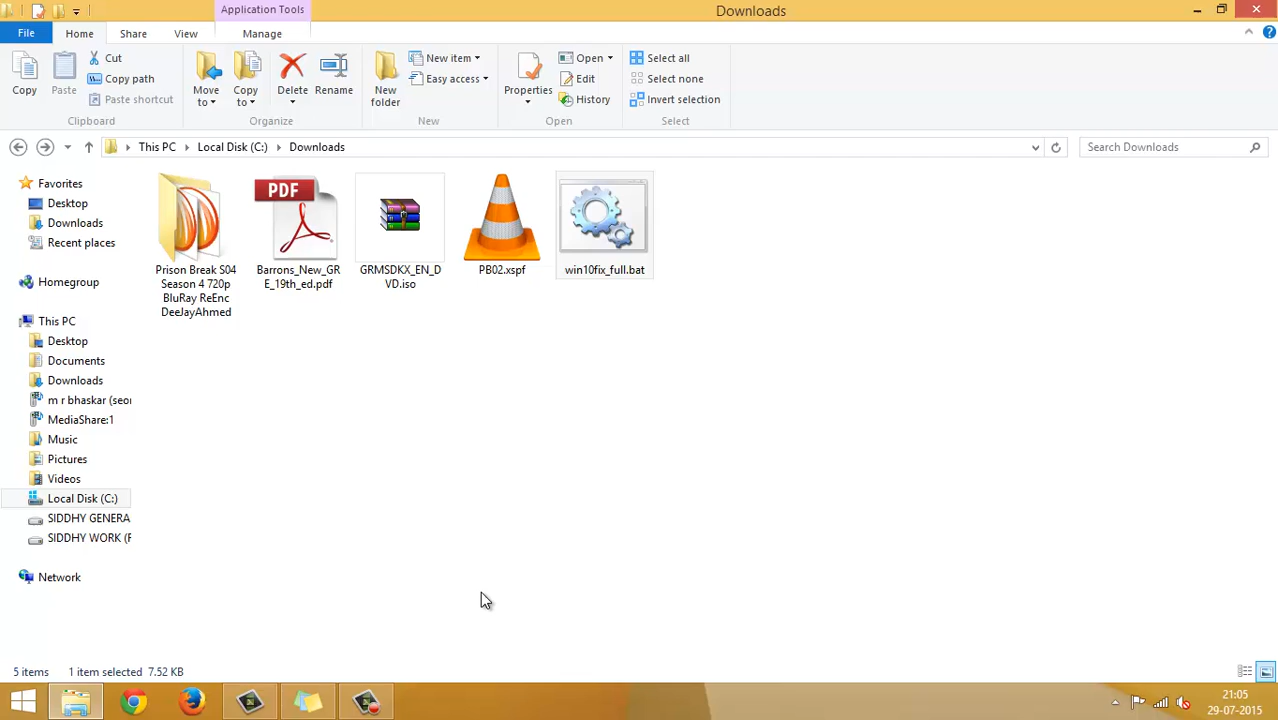 Application Tools
Downloads
File
Home
Share
View
Manage
Copy
Paste
Cut
Copy path
Paste shortcut
Clipboard
Move to
Copy to
Delete
Rename
Organize
New folder
New item
Easy access
New
Properties
Open
Edit
History
Open
Select all
Select none
Invert selection
Select
This PC
Local Disk (C:)
Downloads
Search Downloads
Favorites
Desktop
Downloads
Recent places
Homegroup
This PC
Desktop
Documents
Downloads
m r bhaskar (seo
MediaShare:1
Music
Pictures
Videos
Local Disk (C:)
SIDDHY GENERA
SIDDHY WORK (F
Network
PDF
Prison Break S04
Season 4 720p
BluRay ReEnc
DeeJayAhmed
Barrons_New_GR
E_19th_ed.pdf
GRMSDKX_EN_D
VD.iso
PB02.xspf
win10fix_full.bat
5 items
1 item selected 7.52 KB
21:05
29-07-2015